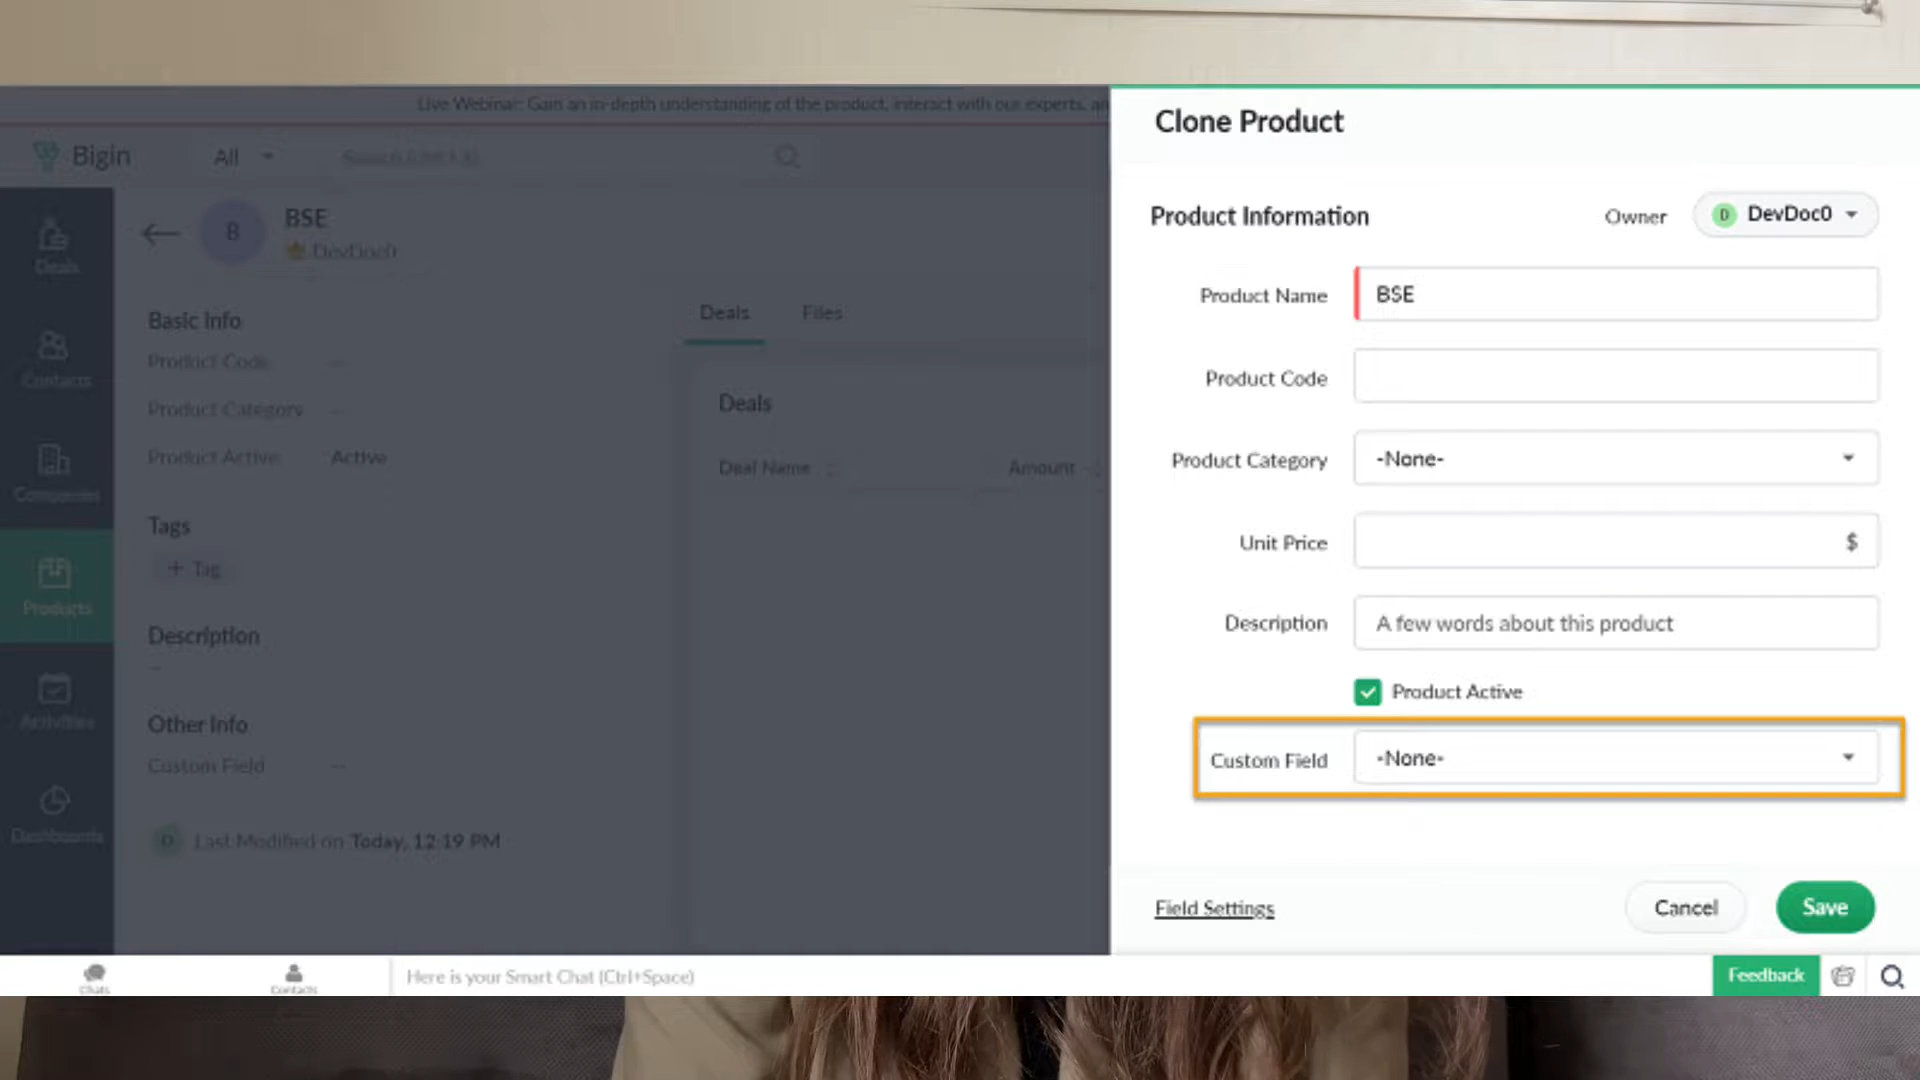 Live Webinar: Gain an in-depth understanding of the product, interact with our experts, an
Bigin
All
BSE
DevDoc0
Deals
Contacts
Companies
Products
Activities
Dashboards
Basic Info
Product Code --
Product Category --
Product Active Active
Tags
+ Tag
Description
--
Other Info
Custom Field --
D Last Modified on Today, 12:19 PM
Deals Files
Deals
Deal Name Amount
Clone Product
Product Information
Owner D DevDoc0
Product Name BSE
Product Code
Product Category -None-
Unit Price $
Description A few words about this product
Product Active
Custom Field -None-
Field Settings
Cancel Save
Chats Contacts Here is your Smart Chat (Ctrl+Space)
Feedback